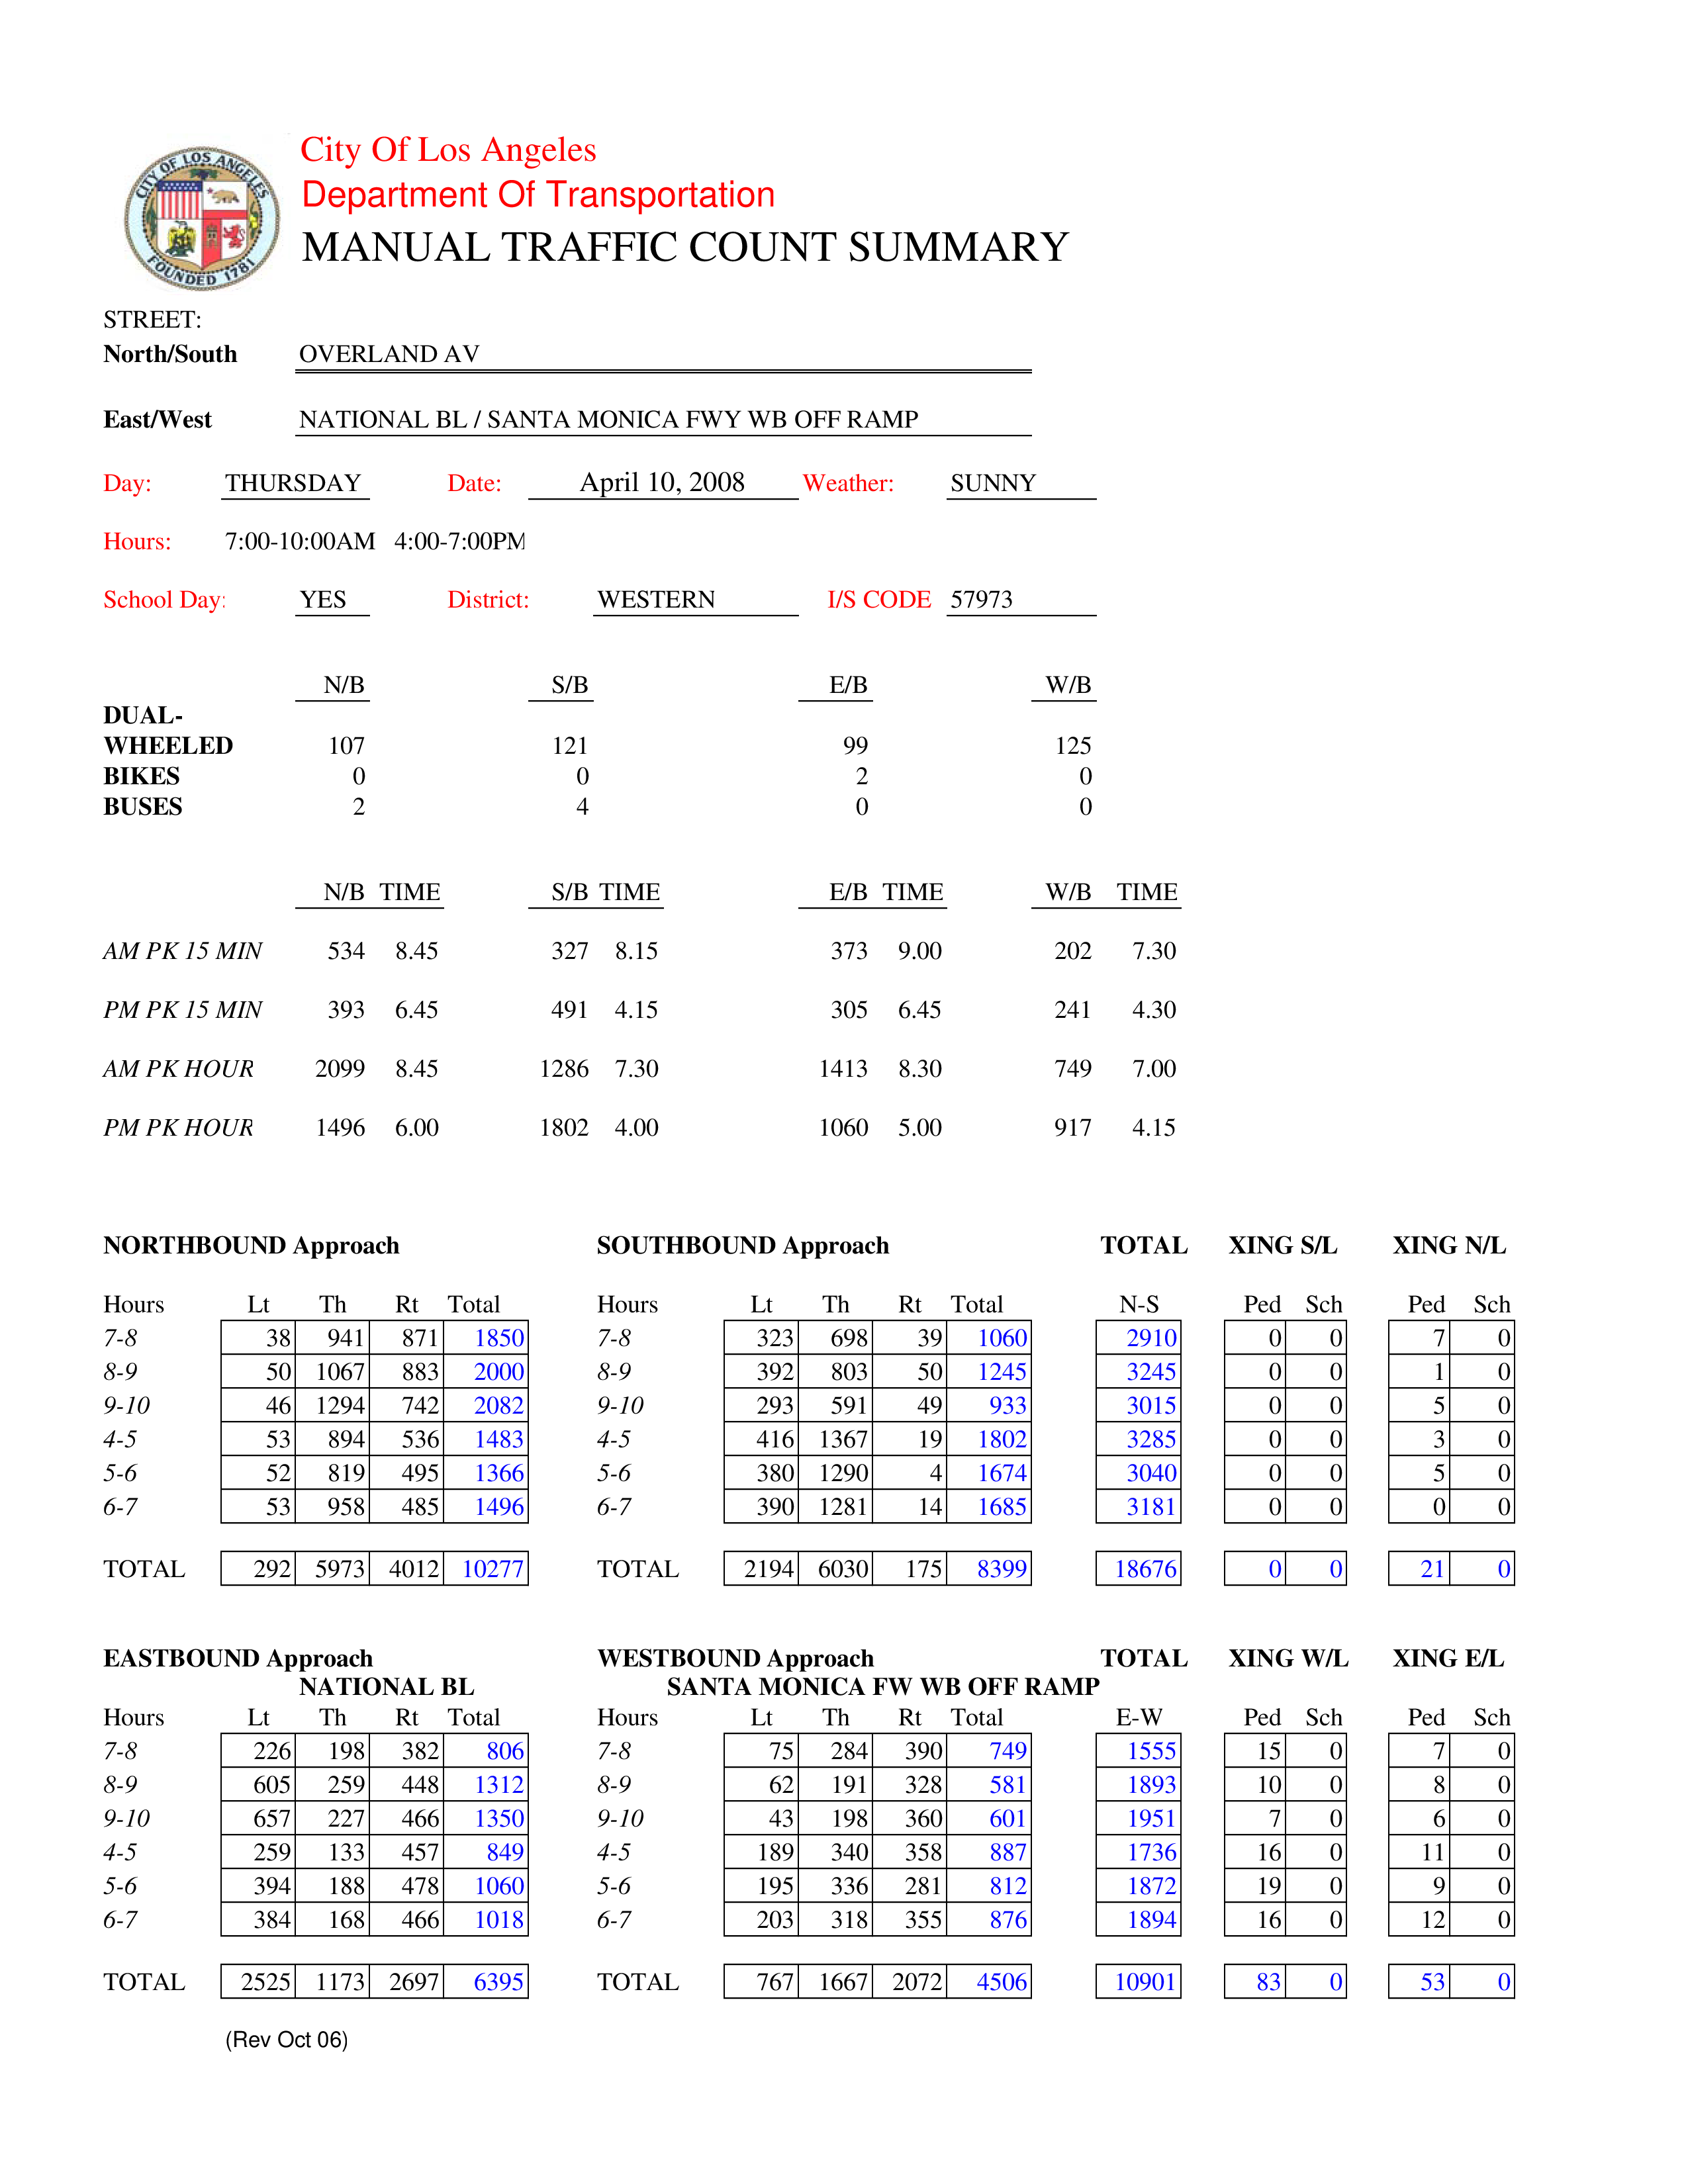 CITY OF LOS ANGELES
FOUNDED 1781
City Of Los Angeles
Department Of Transportation
MANUAL TRAFFIC COUNT SUMMARY
STREET:
North/South OVERLAND AV
East/West NATIONAL BL / SANTA MONICA FWY WB OFF RAMP
Day: THURSDAY Date: April 10, 2008 Weather: SUNNY
Hours: 7:00-10:00AM 4:00-7:00PM
School Day: YES District: WESTERN I/S CODE 57973
N/B S/B E/B W/B
DUAL-
WHEELED 107 121 99 125
BIKES 0 0 2 0
BUSES 2 4 0 0
N/B TIME S/B TIME E/B TIME W/B TIME
AM PK 15 MIN 534 8.45 327 8.15 373 9.00 202 7.30
PM PK 15 MIN 393 6.45 491 4.15 305 6.45 241 4.30
AM PK HOUR 2099 8.45 1286 7.30 1413 8.30 749 7.00
PM PK HOUR 1496 6.00 1802 4.00 1060 5.00 917 4.15
NORTHBOUND Approach SOUTHBOUND Approach TOTAL XING S/L XING N/L
Hours Lt Th Rt Total Hours Lt Th Rt Total N-S Ped Sch Ped Sch
7-8 38 941 871 1850 7-8 323 698 39 1060 2910 0 0 7 0
8-9 50 1067 883 2000 8-9 392 803 50 1245 3245 0 0 1 0
9-10 46 1294 742 2082 9-10 293 591 49 933 3015 0 0 5 0
4-5 53 894 536 1483 4-5 416 1367 19 1802 3285 0 0 3 0
5-6 52 819 495 1366 5-6 380 1290 4 1674 3040 0 0 5 0
6-7 53 958 485 1496 6-7 390 1281 14 1685 3181 0 0 0 0
TOTAL 292 5973 4012 10277 TOTAL 2194 6030 175 8399 18676 0 0 21 0
EASTBOUND Approach WESTBOUND Approach TOTAL XING W/L XING E/L
NATIONAL BL SANTA MONICA FW WB OFF RAMP
Hours Lt Th Rt Total Hours Lt Th Rt Total E-W Ped Sch Ped Sch
7-8 226 198 382 806 7-8 75 284 390 749 1555 15 0 7 0
8-9 605 259 448 1312 8-9 62 191 328 581 1893 10 0 8 0
9-10 657 227 466 1350 9-10 43 198 360 601 1951 7 0 6 0
4-5 259 133 457 849 4-5 189 340 358 887 1736 16 0 11 0
5-6 394 188 478 1060 5-6 195 336 281 812 1872 19 0 9 0
6-7 384 168 466 1018 6-7 203 318 355 876 1894 16 0 12 0
TOTAL 2525 1173 2697 6395 TOTAL 767 1667 2072 4506 10901 83 0 53 0
(Rev Oct 06)